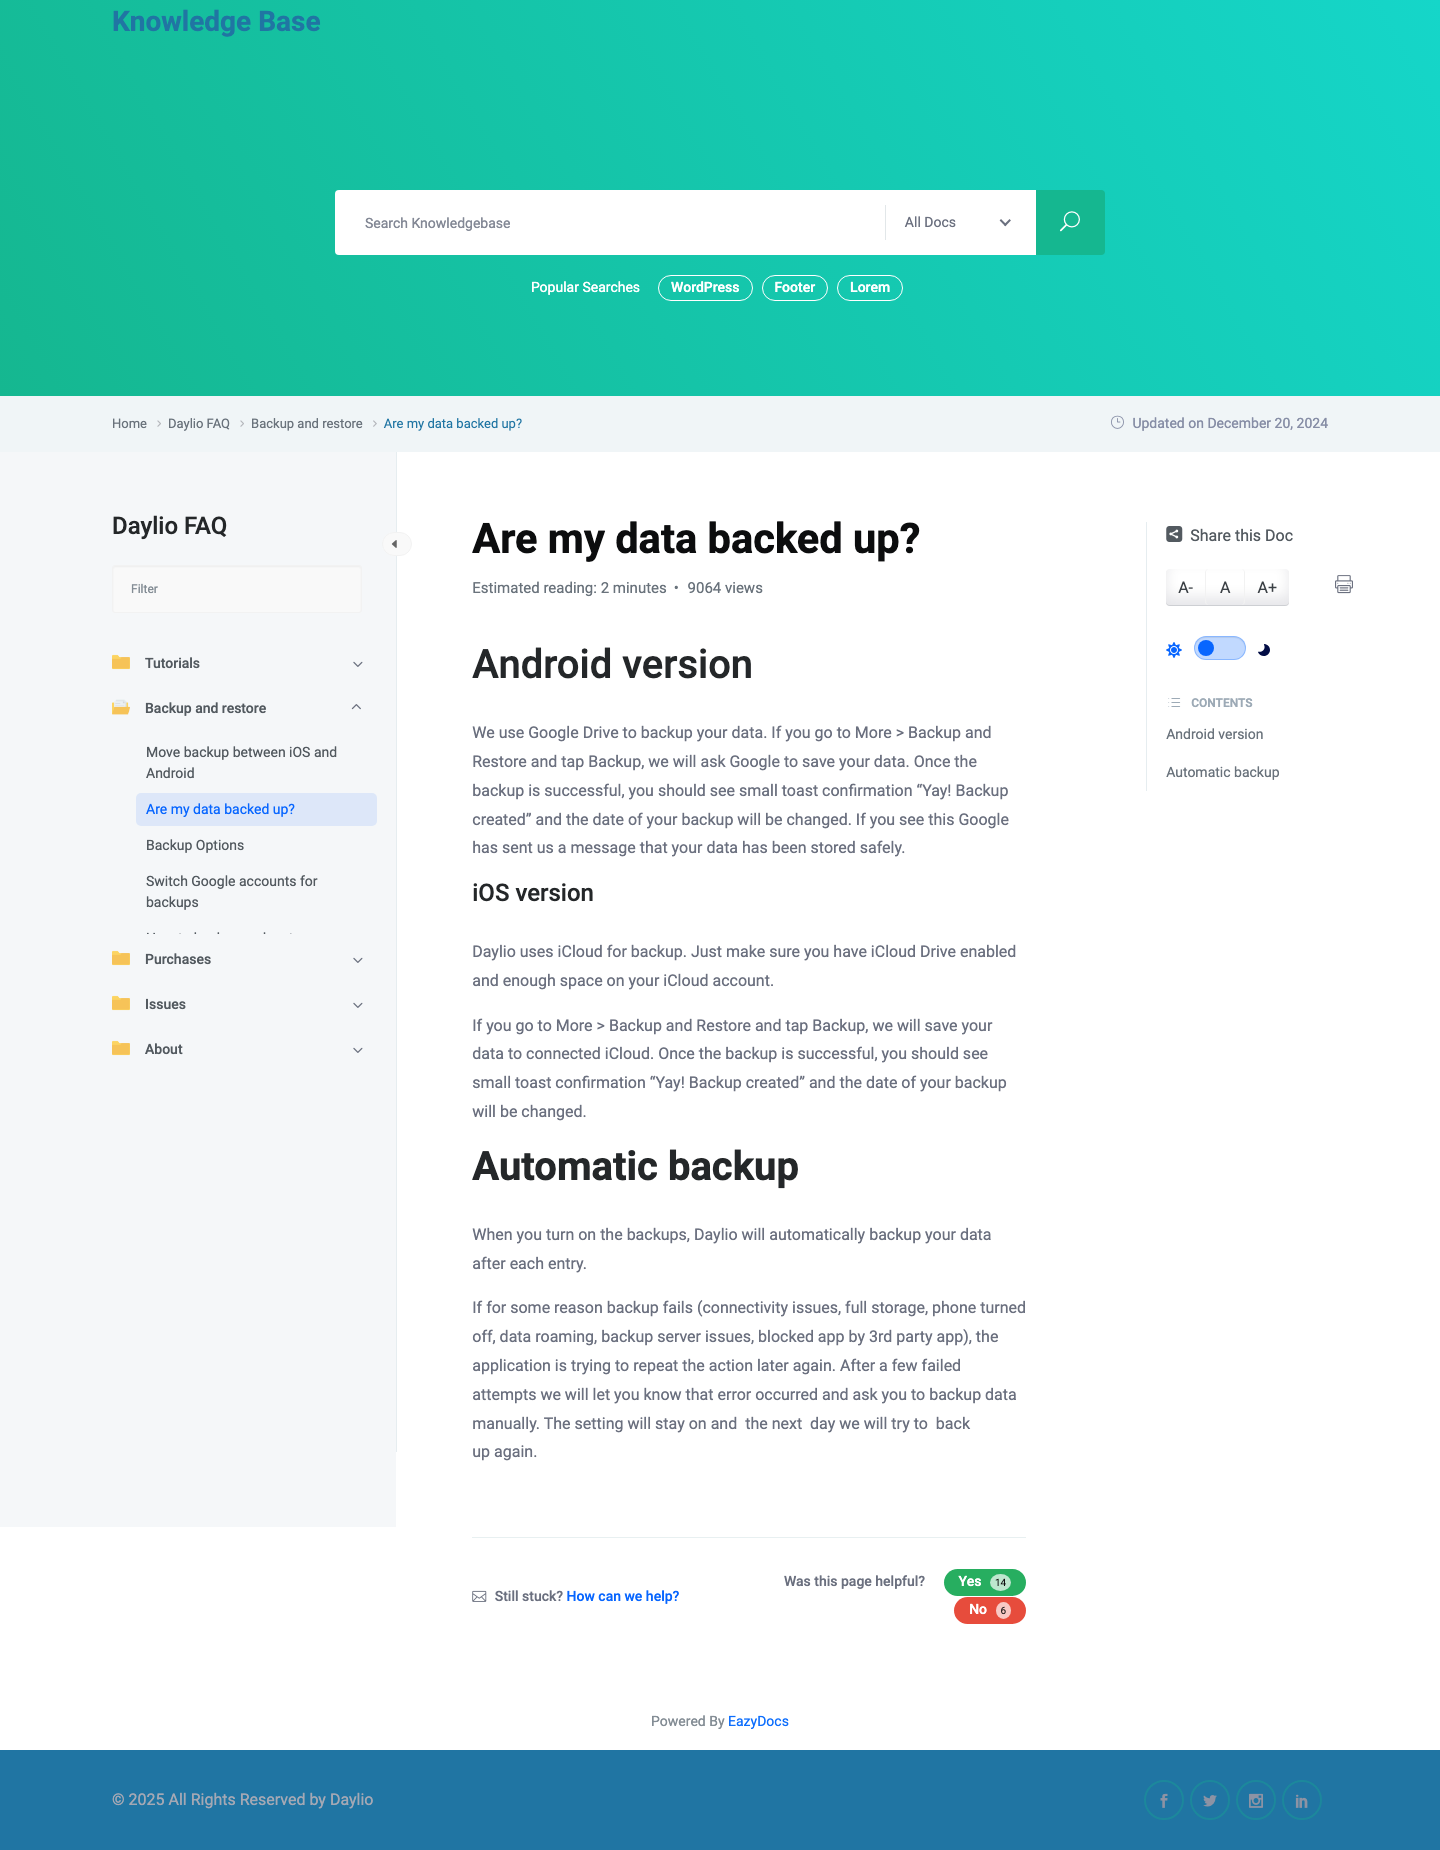 Knowledge Base
Search Knowledgebase
All Docs
Popular Searches WordPress Footer Lorem
Home > Daylio FAQ > Backup and restore > Are my data backed up?
Updated on December 20, 2024
Daylio FAQ
Filter
Tutorials
Backup and restore
Move backup between iOS and
Android
Are my data backed up?
Backup Options
Switch Google accounts for
backups
Purchases
Issues
About
Are my data backed up?
Estimated reading: 2 minutes • 9064 views
Android version
We use Google Drive to backup your data. If you go to More > Backup and
Restore and tap Backup, we will ask Google to save your data. Once the
backup is successful, you should see small toast confirmation “Yay! Backup
created” and the date of your backup will be changed. If you see this Google
has sent us a message that your data has been stored safely.
iOS version
Daylio uses iCloud for backup. Just make sure you have iCloud Drive enabled
and enough space on your iCloud account.
If you go to More > Backup and Restore and tap Backup, we will save your
data to connected iCloud. Once the backup is successful, you should see
small toast confirmation “Yay! Backup created” and the date of your backup
will be changed.
Automatic backup
When you turn on the backups, Daylio will automatically backup your data
after each entry.
If for some reason backup fails (connectivity issues, full storage, phone turned
off, data roaming, backup server issues, blocked app by 3rd party app), the
application is trying to repeat the action later again. After a few failed
attempts we will let you know that error occurred and ask you to backup data
manually. The setting will stay on and  the next  day we will try to  back
up again.
Still stuck? How can we help?
Was this page helpful?
Yes 14
No 6
Share this Doc
A- A A+
CONTENTS
Android version
Automatic backup
Powered By EazyDocs
© 2025 All Rights Reserved by Daylio